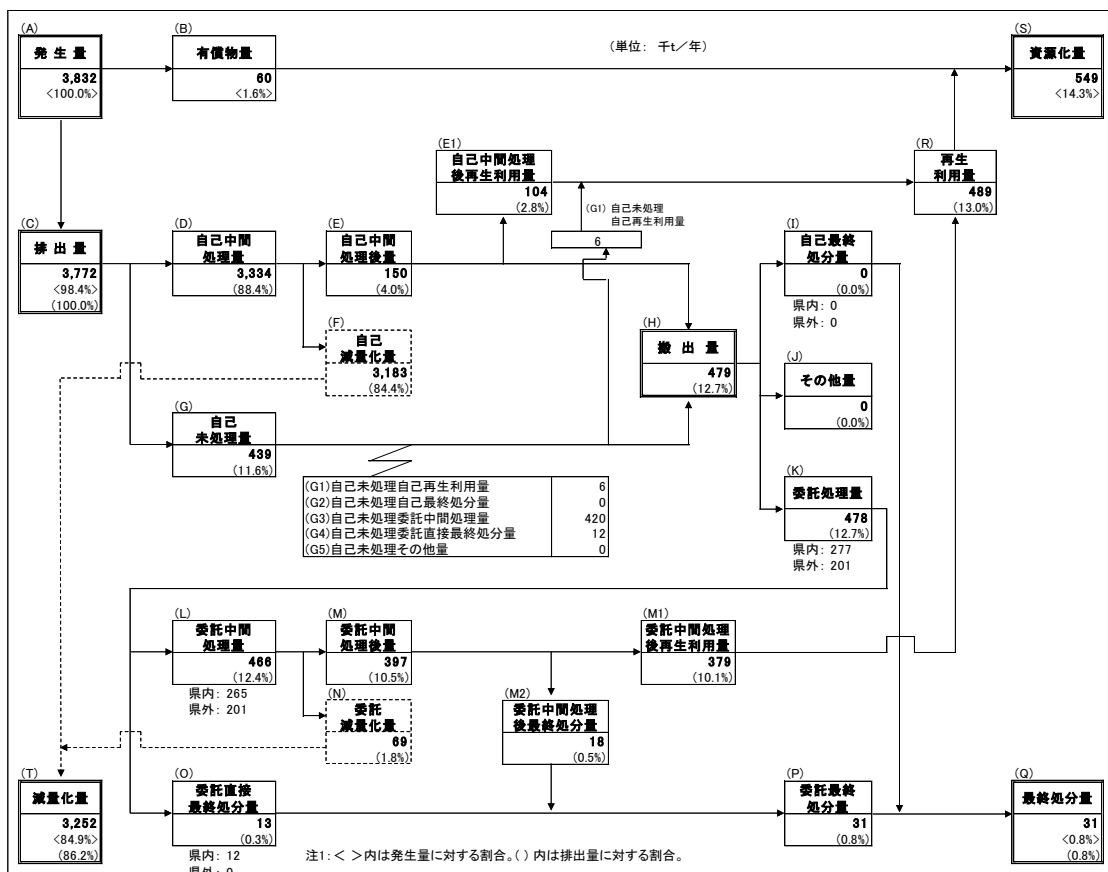 (A)
発生量
3,832
<100.0%>
(B)
有償物量
60
<1.6%>
(単位： 千t／年)
(S)
資源化量
549
<14.3%>
(E1)
自己中間処理
後再生利用量
104
(2.8%)
(R)
再生
利用量
489
(13.0%)
(G1) 自己未処理
自己再生利用量
6
(C)
排出量
3,772
<98.4%>
(100.0%)
(D)
自己中間
処理量
3,334
(88.4%)
(E)
自己中間
処理後量
150
(4.0%)
(I)
自己最終
処分量
0
(0.0%)
県内： 0
県外： 0
(F)
自己
減量化量
3,183
(84.4%)
(H)
搬出量
479
(12.7%)
(J)
その他量
0
(0.0%)
(G)
自己
未処理量
439
(11.6%)
(G1)自己未処理自己再生利用量 6
(G2)自己未処理自己最終処分量 0
(G3)自己未処理委託中間処理量 420
(G4)自己未処理委託直接最終処分量 12
(G5)自己未処理その他量 0
(K)
委託処理量
478
(12.7%)
県内： 277
県外： 201
(L)
委託中間
処理量
466
(12.4%)
県内： 265
県外： 201
(M)
委託中間
処理後量
397
(10.5%)
(M1)
委託中間処理
後再生利用量
379
(10.1%)
(N)
委託
減量化量
69
(1.8%)
(M2)
委託中間処理
後最終処分量
18
(0.5%)
(T)
減量化量
3,252
<84.9%>
(86.2%)
(O)
委託直接
最終処分量
13
(0.3%)
県内： 12
県外： 0
(P)
委託最終
処分量
31
(0.8%)
(Q)
最終処分量
31
<0.8%>
(0.8%)
注1：< >内は発生量に対する割合。( )内は排出量に対する割合。